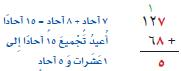 ٧ آحاد + ٨ آحاد = ١٥ آحادًا
أُعيدُ تَجْميعَ ١٥ آحادًا إلى
١ عَشَرات وَ ٥ آحادٍ
١
١٢٧
٦٨ +
٥